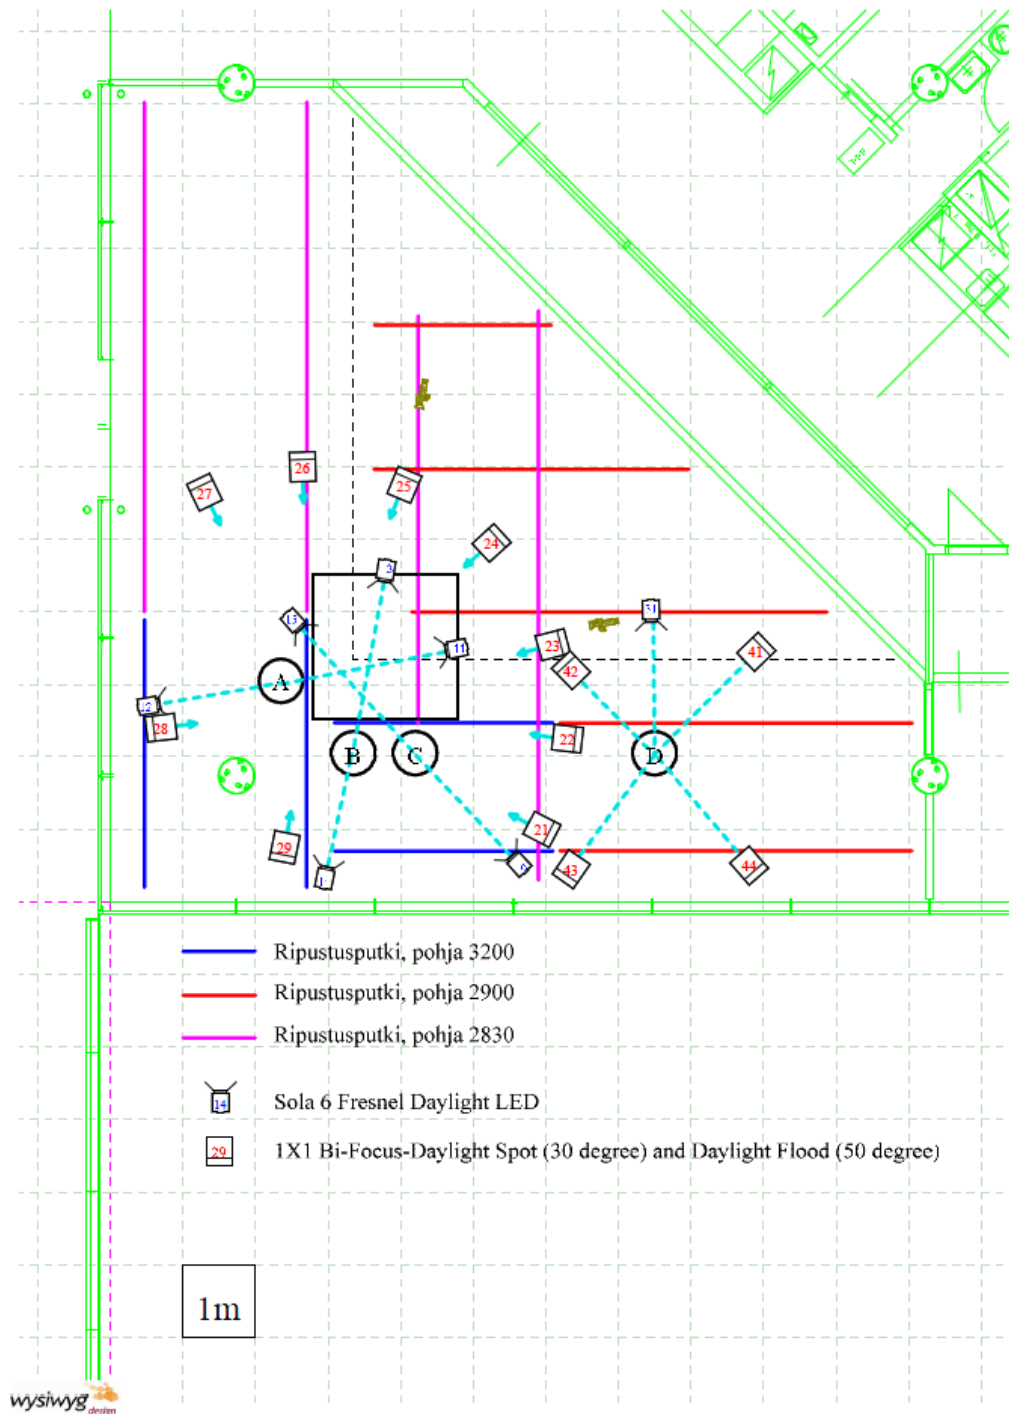 26
27
25
24
3
13
31
11
23
41
42
A
12
28
22
B
C
D
21
29
1
9
43
44
Ripustusputki, pohja 3200
Ripustusputki, pohja 2900
Ripustusputki, pohja 2830
14
Sola 6 Fresnel Daylight LED
29
1X1 Bi-Focus-Daylight Spot (30 degree) and Daylight Flood (50 degree)
1m
wysiwyg
design